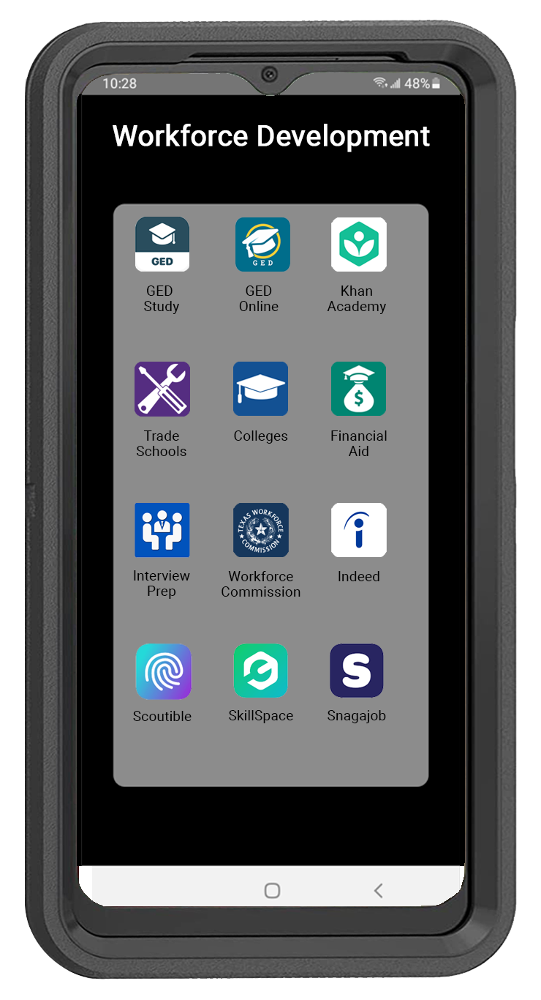 10:28 48%
Workforce Development
GED
GED
GED
Study
GED
Online
Khan
Academy
$
Trade
Schools
Colleges
Financial
Aid
TEXAS WORKFORCE
COMMISSION
Interview
Prep
Workforce
Commission
Indeed
S
Scoutible
SkillSpace
Snagajob